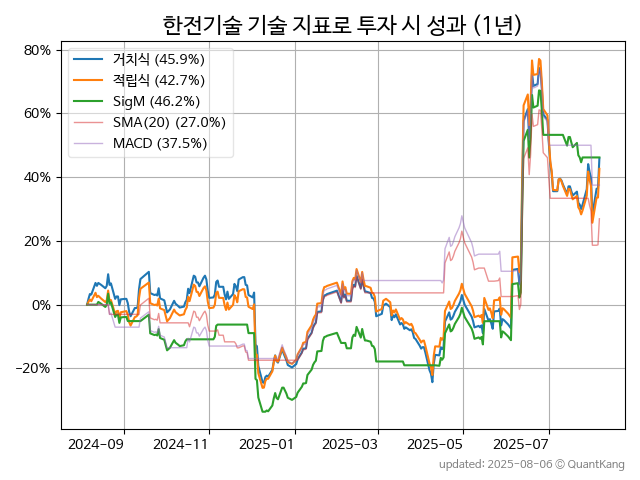 한전기술 기술 지표로 투자 시 성과 (1년)
80%
60%
40%
20%
0%
−20%
거치식 (45.9%)
적립식 (42.7%)
SigM (46.2%)
SMA(20) (27.0%)
MACD (37.5%)
2024-09 2024-11 2025-01 2025-03 2025-05 2025-07
updated: 2025-08-06 © QuantKang